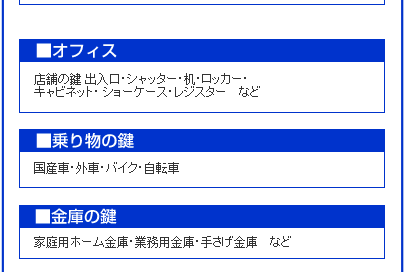 ■オフィス
店舗の鍵 出入口・シャッター・机・ロッカー・
キャビネット・ショーケース・レジスター　など
■乗り物の鍵
国産車・外車・バイク・自転車
■金庫の鍵
家庭用ホーム金庫・業務用金庫・手さげ金庫　など